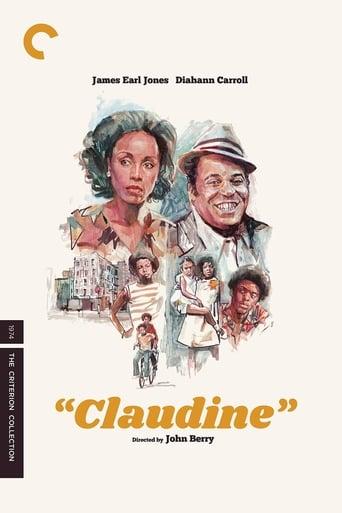 James Earl Jones Diahann Carroll
1974
THE CRITERION COLLECTION
“Claudine”
Directed by John Berry